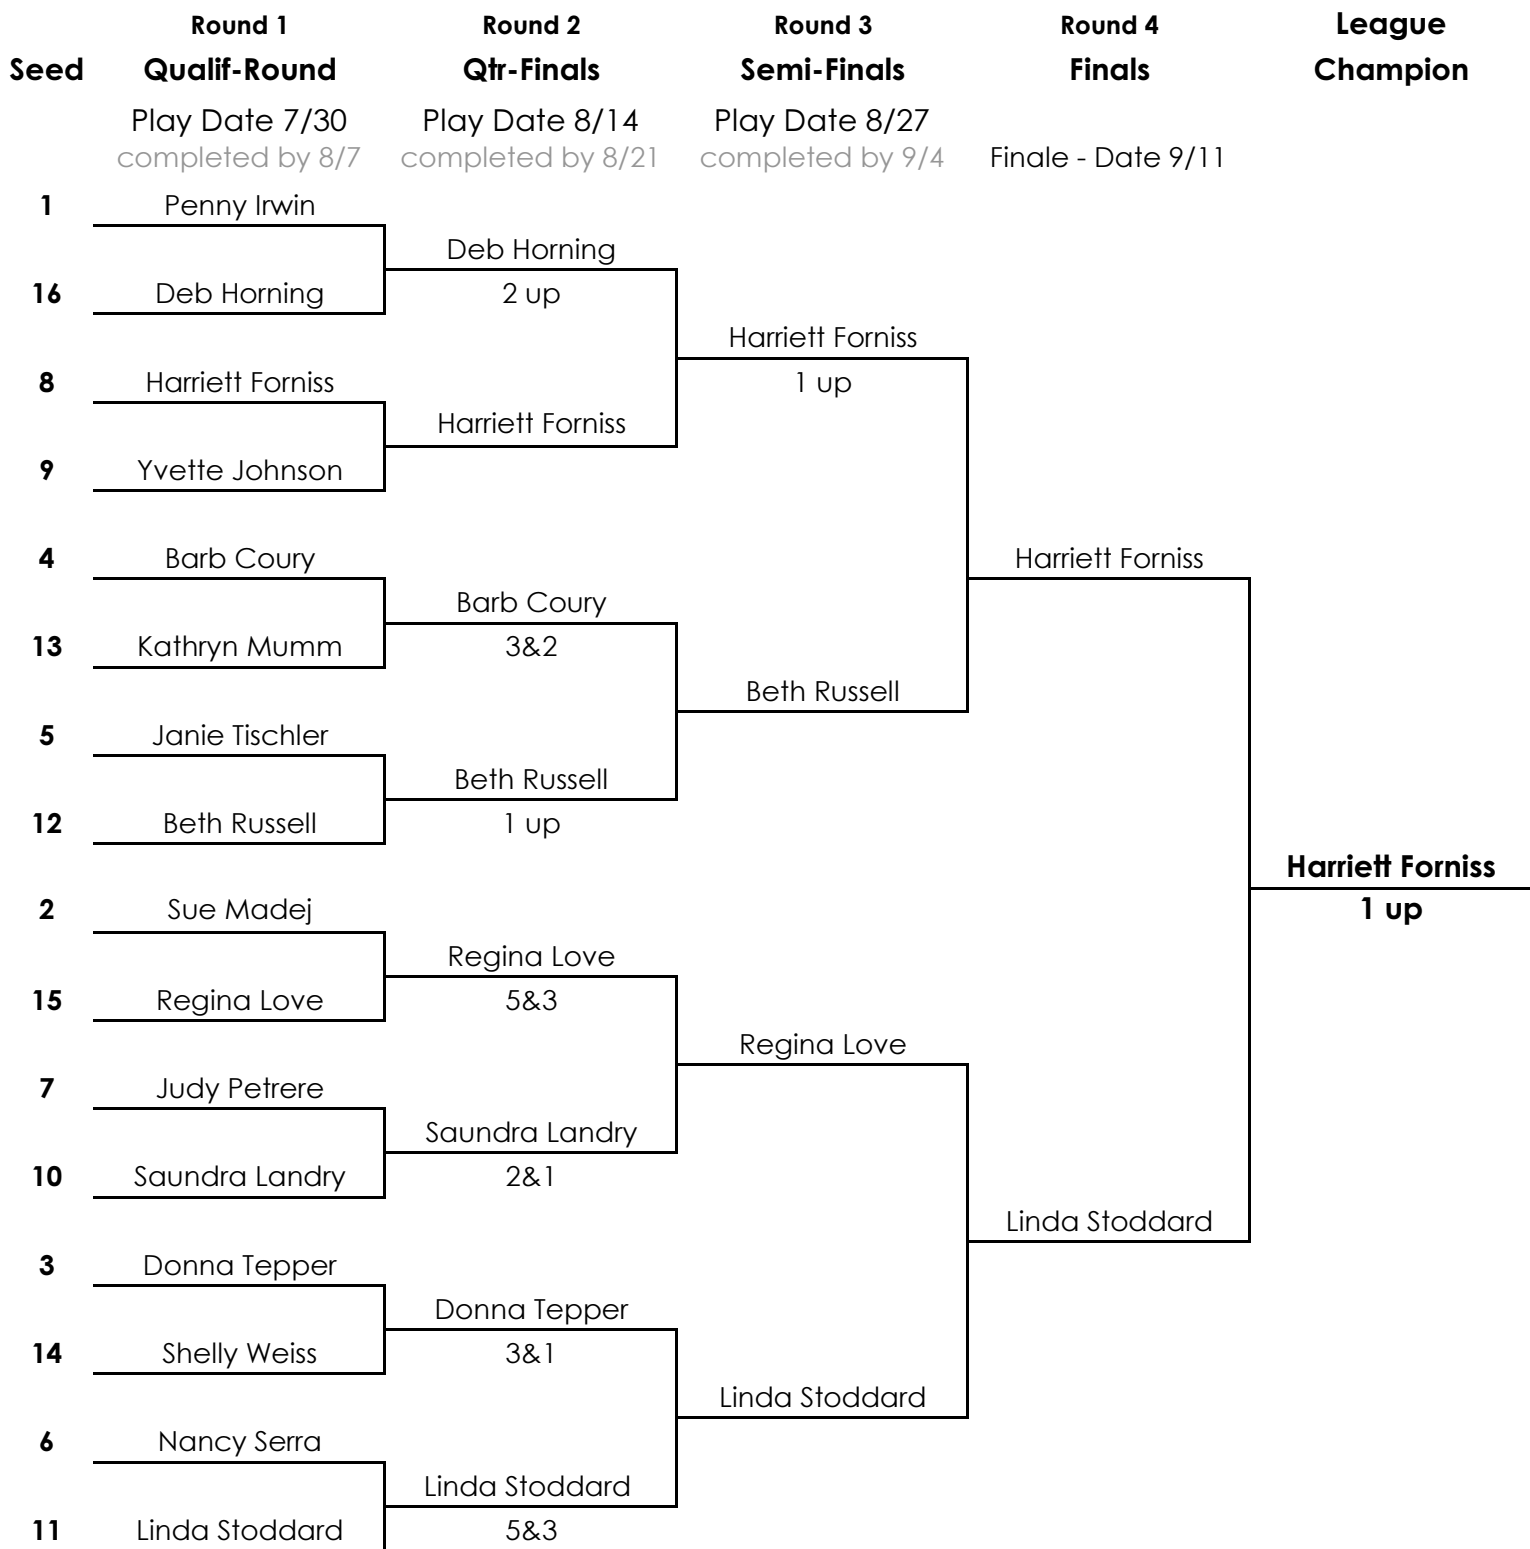 Round 1 Round 2 Round 3 Round 4 League
Seed Qualif-Round Qtr-Finals Semi-Finals Finals Champion
Play Date 7/30 Play Date 8/14 Play Date 8/27
completed by 8/7 completed by 8/21 completed by 9/4 Finale - Date 9/11
1 Penny Irwin
Deb Horning
16 Deb Horning 2 up
Harriett Forniss
8 Harriett Forniss 1 up
Harriett Forniss
9 Yvette Johnson
4 Barb Coury Harriett Forniss
Barb Coury
13 Kathryn Mumm 3&2
Beth Russell
5 Janie Tischler
Beth Russell
12 Beth Russell 1 up
Harriett Forniss
2 Sue Madej 1 up
Regina Love
15 Regina Love 5&3
Regina Love
7 Judy Petrere
Saundra Landry
10 Saundra Landry 2&1
Linda Stoddard
3 Donna Tepper
Donna Tepper
14 Shelly Weiss 3&1
Linda Stoddard
6 Nancy Serra
Linda Stoddard
11 Linda Stoddard 5&3